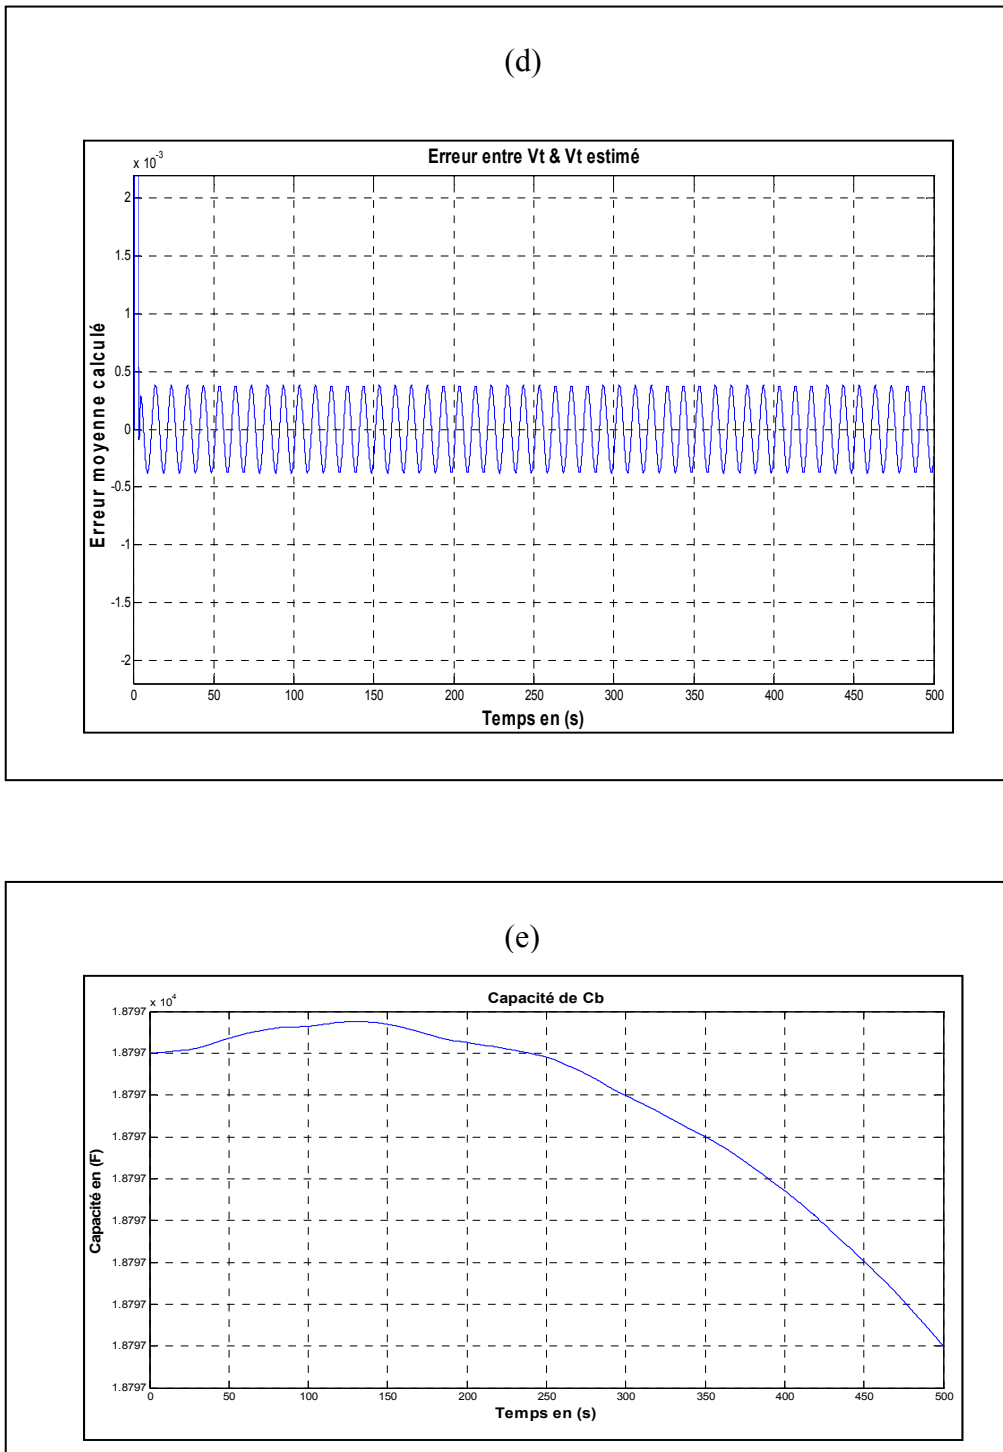 (d)
Erreur entre Vt & Vt estimé
x 10-3
2
1.5
1
0.5
0
-0.5
-1
-1.5
-2
Erreur moyenne calculé
0 50 100 150 200 250 300 350 400 450 500
Temps en (s)
(e)
Capacité de Cb
x 10^4
1.8797
1.8797
1.8797
1.8797
1.8797
1.8797
1.8797
1.8797
1.8797
1.8797
Capacité en (F)
0 50 100 150 200 250 300 350 400 450 500
Temps en (s)